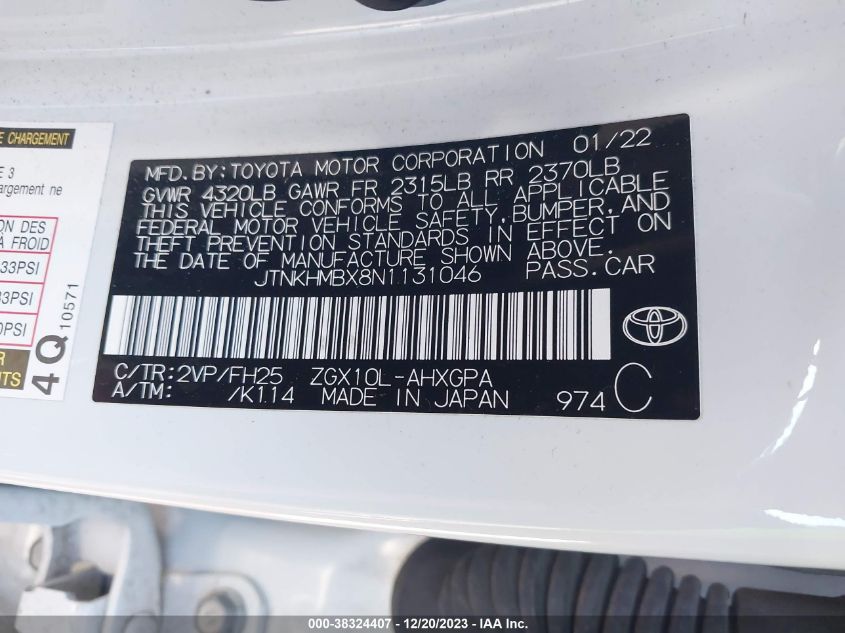 E CHARGEMENT
E 3
argement ne
ION DES
À FROID
33PSI
33PSI
0PSI
R
NTS
4Q 10571
MFD. BY: TOYOTA MOTOR CORPORATION 01/22
GVWR 4320LB GAWR FR 2315LB RR 2370LB
THIS VEHICLE CONFORMS TO ALL APPLICABLE
FEDERAL MOTOR VEHICLE SAFETY, BUMPER, AND
THEFT PREVENTION STANDARDS IN EFFECT ON
THE DATE OF MANUFACTURE SHOWN ABOVE.
JTNKHMBX8N1131046 PASS. CAR
C/TR: 2VP/FH25 ZGX10L-AHXGPA
A/TM: /K114 MADE IN JAPAN 974 C
000-38324407 - 12/20/2023 - IAA Inc.